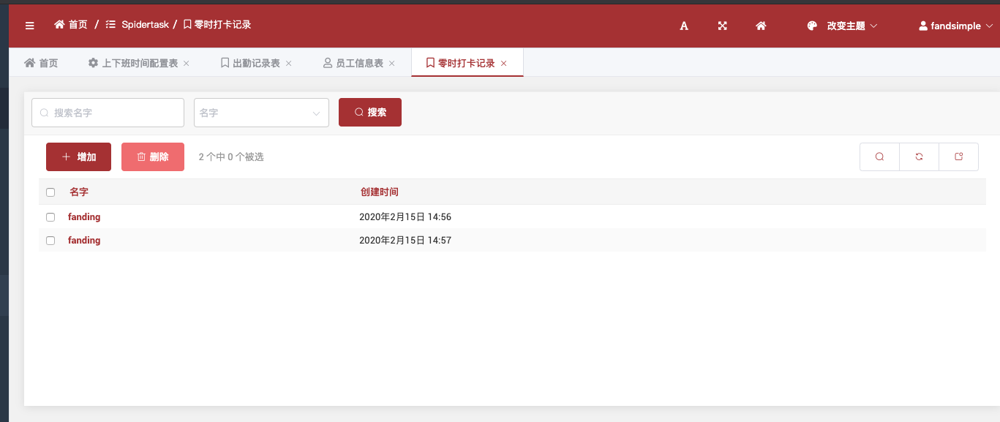 首页 / Spidertask / 零时打卡记录 改变主题 fandsimple
首页 上下班时间配置表 出勤记录表 员工信息表 零时打卡记录
搜索名字 名字 搜索
增加 删除 2 个中 0 个被选
名字 创建时间
fanding 2020年2月15日 14:56
fanding 2020年2月15日 14:57